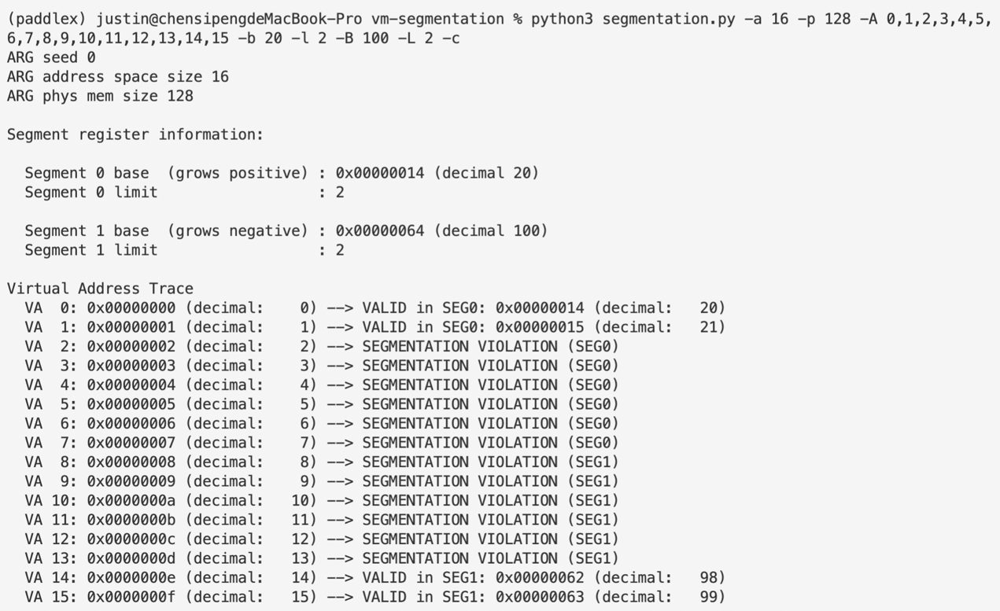 (paddlex) justin@chensipengdeMacBook-Pro vm-segmentation % python3 segmentation.py -a 16 -p 128 -A 0,1,2,3,4,5,
6,7,8,9,10,11,12,13,14,15 -b 20 -l 2 -B 100 -L 2 -c
ARG seed 0
ARG address space size 16
ARG phys mem size 128

Segment register information:

  Segment 0 base  (grows positive) : 0x00000014 (decimal 20)
  Segment 0 limit                  : 2

  Segment 1 base  (grows negative) : 0x00000064 (decimal 100)
  Segment 1 limit                  : 2

Virtual Address Trace
  VA  0: 0x00000000 (decimal:    0) --> VALID in SEG0: 0x00000014 (decimal:   20)
  VA  1: 0x00000001 (decimal:    1) --> VALID in SEG0: 0x00000015 (decimal:   21)
  VA  2: 0x00000002 (decimal:    2) --> SEGMENTATION VIOLATION (SEG0)
  VA  3: 0x00000003 (decimal:    3) --> SEGMENTATION VIOLATION (SEG0)
  VA  4: 0x00000004 (decimal:    4) --> SEGMENTATION VIOLATION (SEG0)
  VA  5: 0x00000005 (decimal:    5) --> SEGMENTATION VIOLATION (SEG0)
  VA  6: 0x00000006 (decimal:    6) --> SEGMENTATION VIOLATION (SEG0)
  VA  7: 0x00000007 (decimal:    7) --> SEGMENTATION VIOLATION (SEG0)
  VA  8: 0x00000008 (decimal:    8) --> SEGMENTATION VIOLATION (SEG1)
  VA  9: 0x00000009 (decimal:    9) --> SEGMENTATION VIOLATION (SEG1)
  VA 10: 0x0000000a (decimal:   10) --> SEGMENTATION VIOLATION (SEG1)
  VA 11: 0x0000000b (decimal:   11) --> SEGMENTATION VIOLATION (SEG1)
  VA 12: 0x0000000c (decimal:   12) --> SEGMENTATION VIOLATION (SEG1)
  VA 13: 0x0000000d (decimal:   13) --> SEGMENTATION VIOLATION (SEG1)
  VA 14: 0x0000000e (decimal:   14) --> VALID in SEG1: 0x00000062 (decimal:   98)
  VA 15: 0x0000000f (decimal:   15) --> VALID in SEG1: 0x00000063 (decimal:   99)